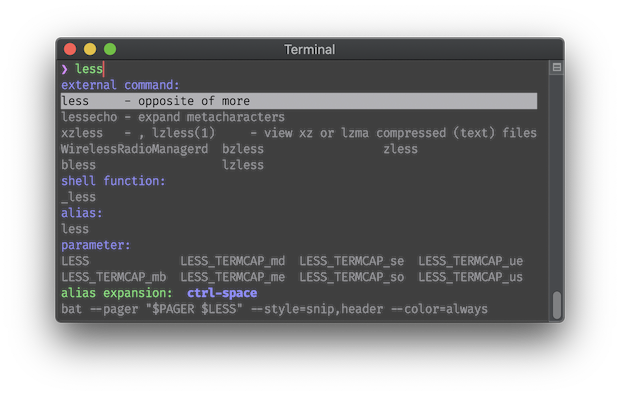 Terminal
❯ less
external command:
less     - opposite of more
lessecho - expand metacharacters
xzless   - , lzless(1)     - view xz or lzma compressed (text) files
WirelessRadioManagerd  bzless                 zless
bless                  lzless
shell function:
_less
alias:
less
parameter:
LESS             LESS_TERMCAP_md  LESS_TERMCAP_se  LESS_TERMCAP_ue
LESS_TERMCAP_mb  LESS_TERMCAP_me  LESS_TERMCAP_so  LESS_TERMCAP_us
alias expansion:  ctrl-space
bat --pager "$PAGER $LESS" --style=snip,header --color=always